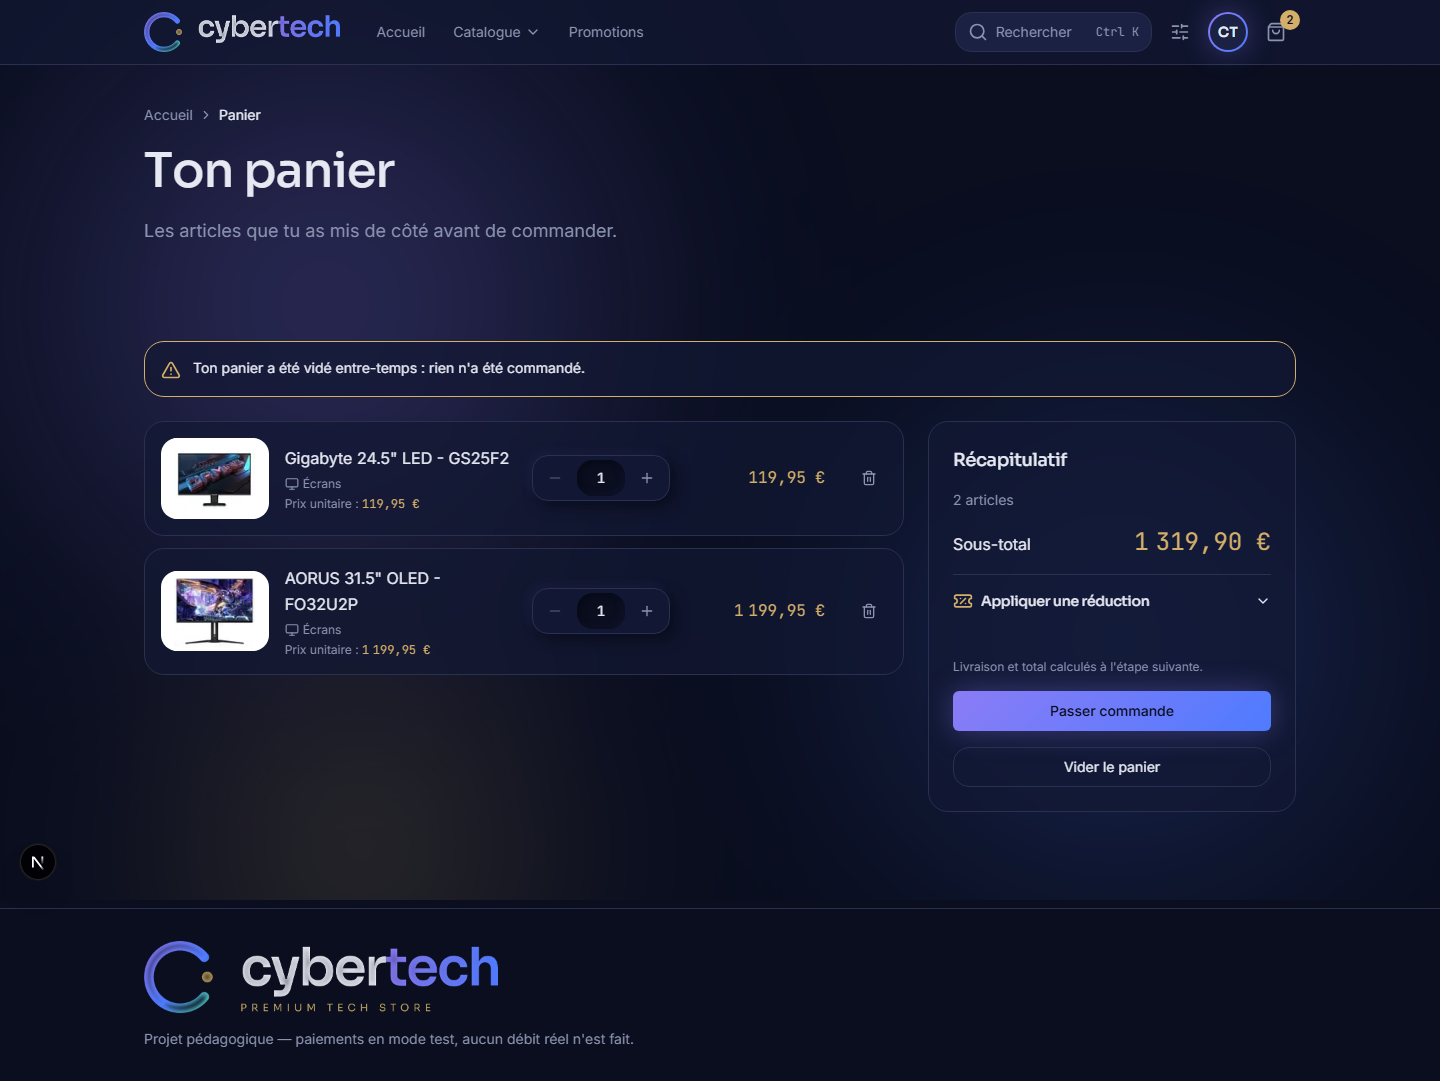 cybertech
Accueil
Catalogue
Promotions
Rechercher
Ctrl K
CT
2
Accueil > Panier
Ton panier
Les articles que tu as mis de côté avant de commander.
Ton panier a été vidé entre-temps : rien n'a été commandé.
Gigabyte 24.5" LED - GS25F2
Écrans
Prix unitaire : 119,95 €
1
119,95 €
AORUS 31.5" OLED -
FO32U2P
Écrans
Prix unitaire : 1 199,95 €
1
1 199,95 €
Récapitulatif
2 articles
Sous-total 1 319,90 €
Appliquer une réduction
Livraison et total calculés à l'étape suivante.
Passer commande
Vider le panier
N
cybertech
PREMIUM TECH STORE
Projet pédagogique — paiements en mode test, aucun débit réel n'est fait.